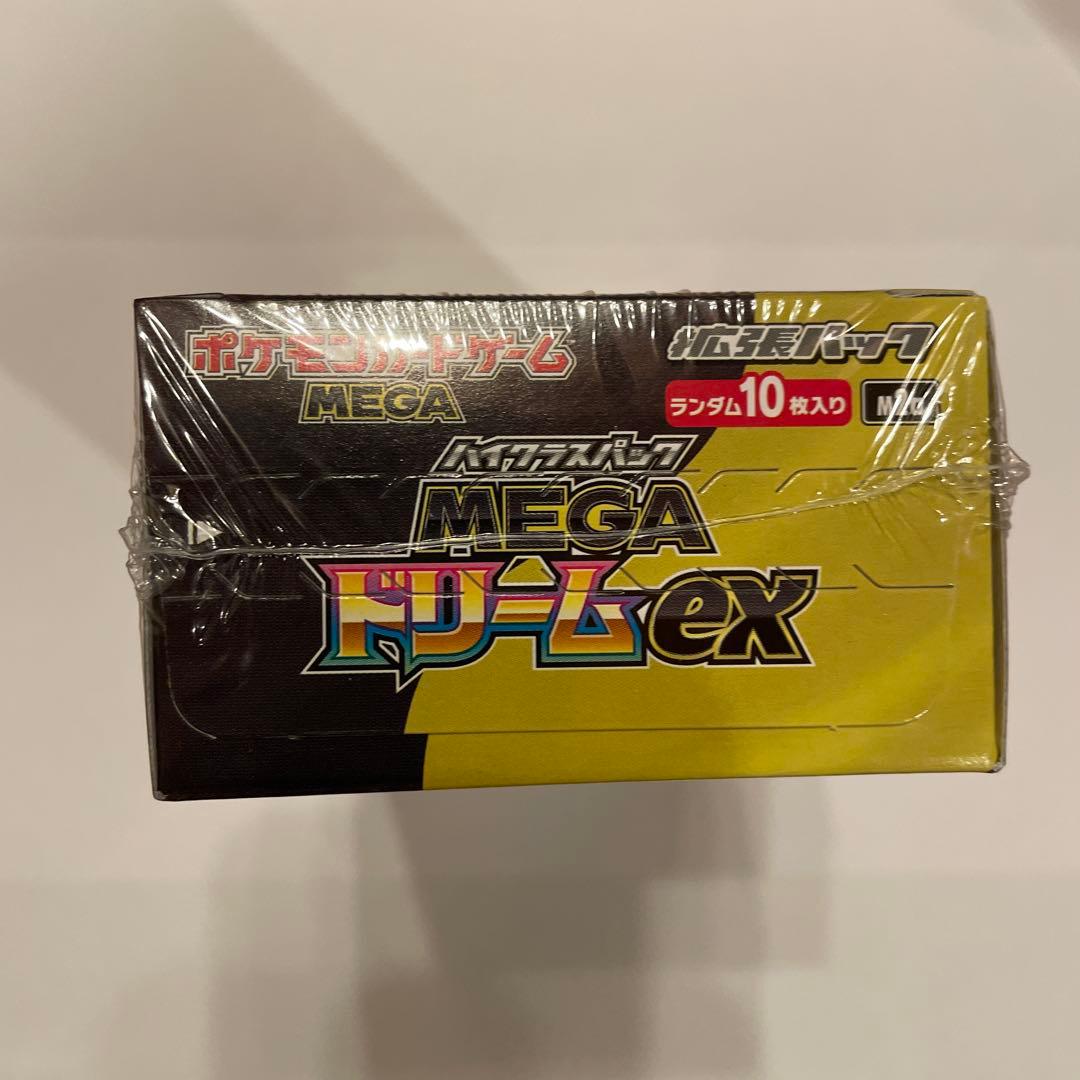 ポケモンカードゲーム
MEGA
拡張パック
ランダム10枚入り
M2a
ハイクラスパック
MEGA
ドリームex